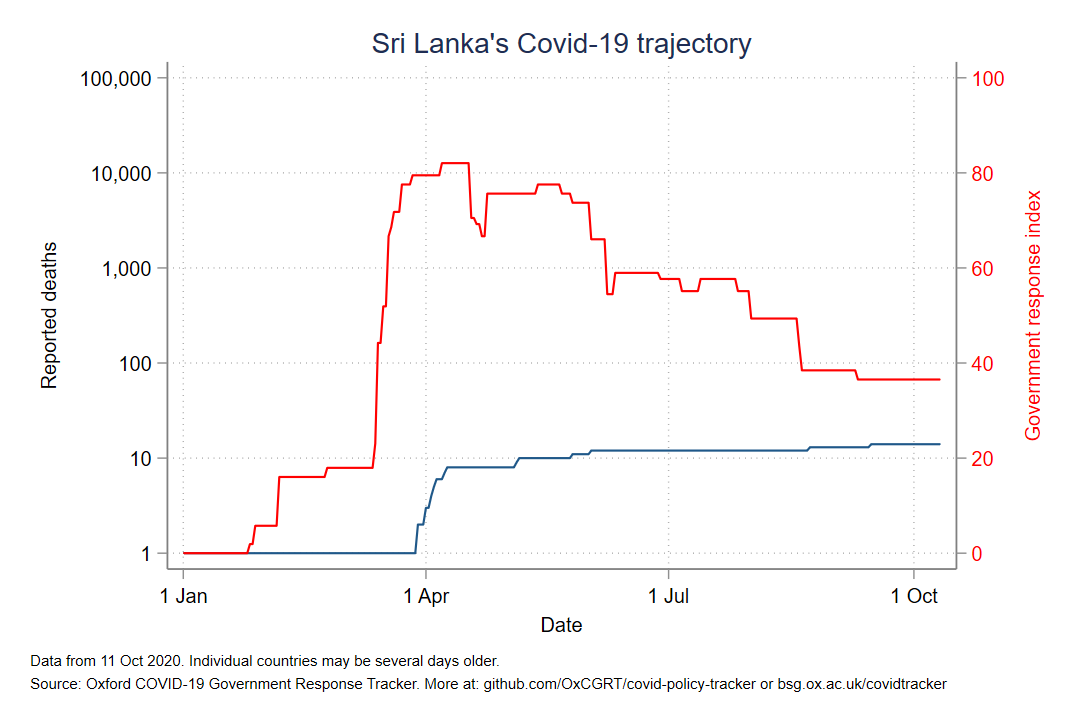 Sri Lanka's Covid-19 trajectory
100,000
10,000
1,000
100
10
1
Reported deaths
100
80
60
40
20
0
Government response index
1 Jan
1 Apr
1 Jul
1 Oct
Date
Data from 11 Oct 2020. Individual countries may be several days older.
Source: Oxford COVID-19 Government Response Tracker. More at: github.com/OxCGRT/covid-policy-tracker or bsg.ox.ac.uk/covidtracker